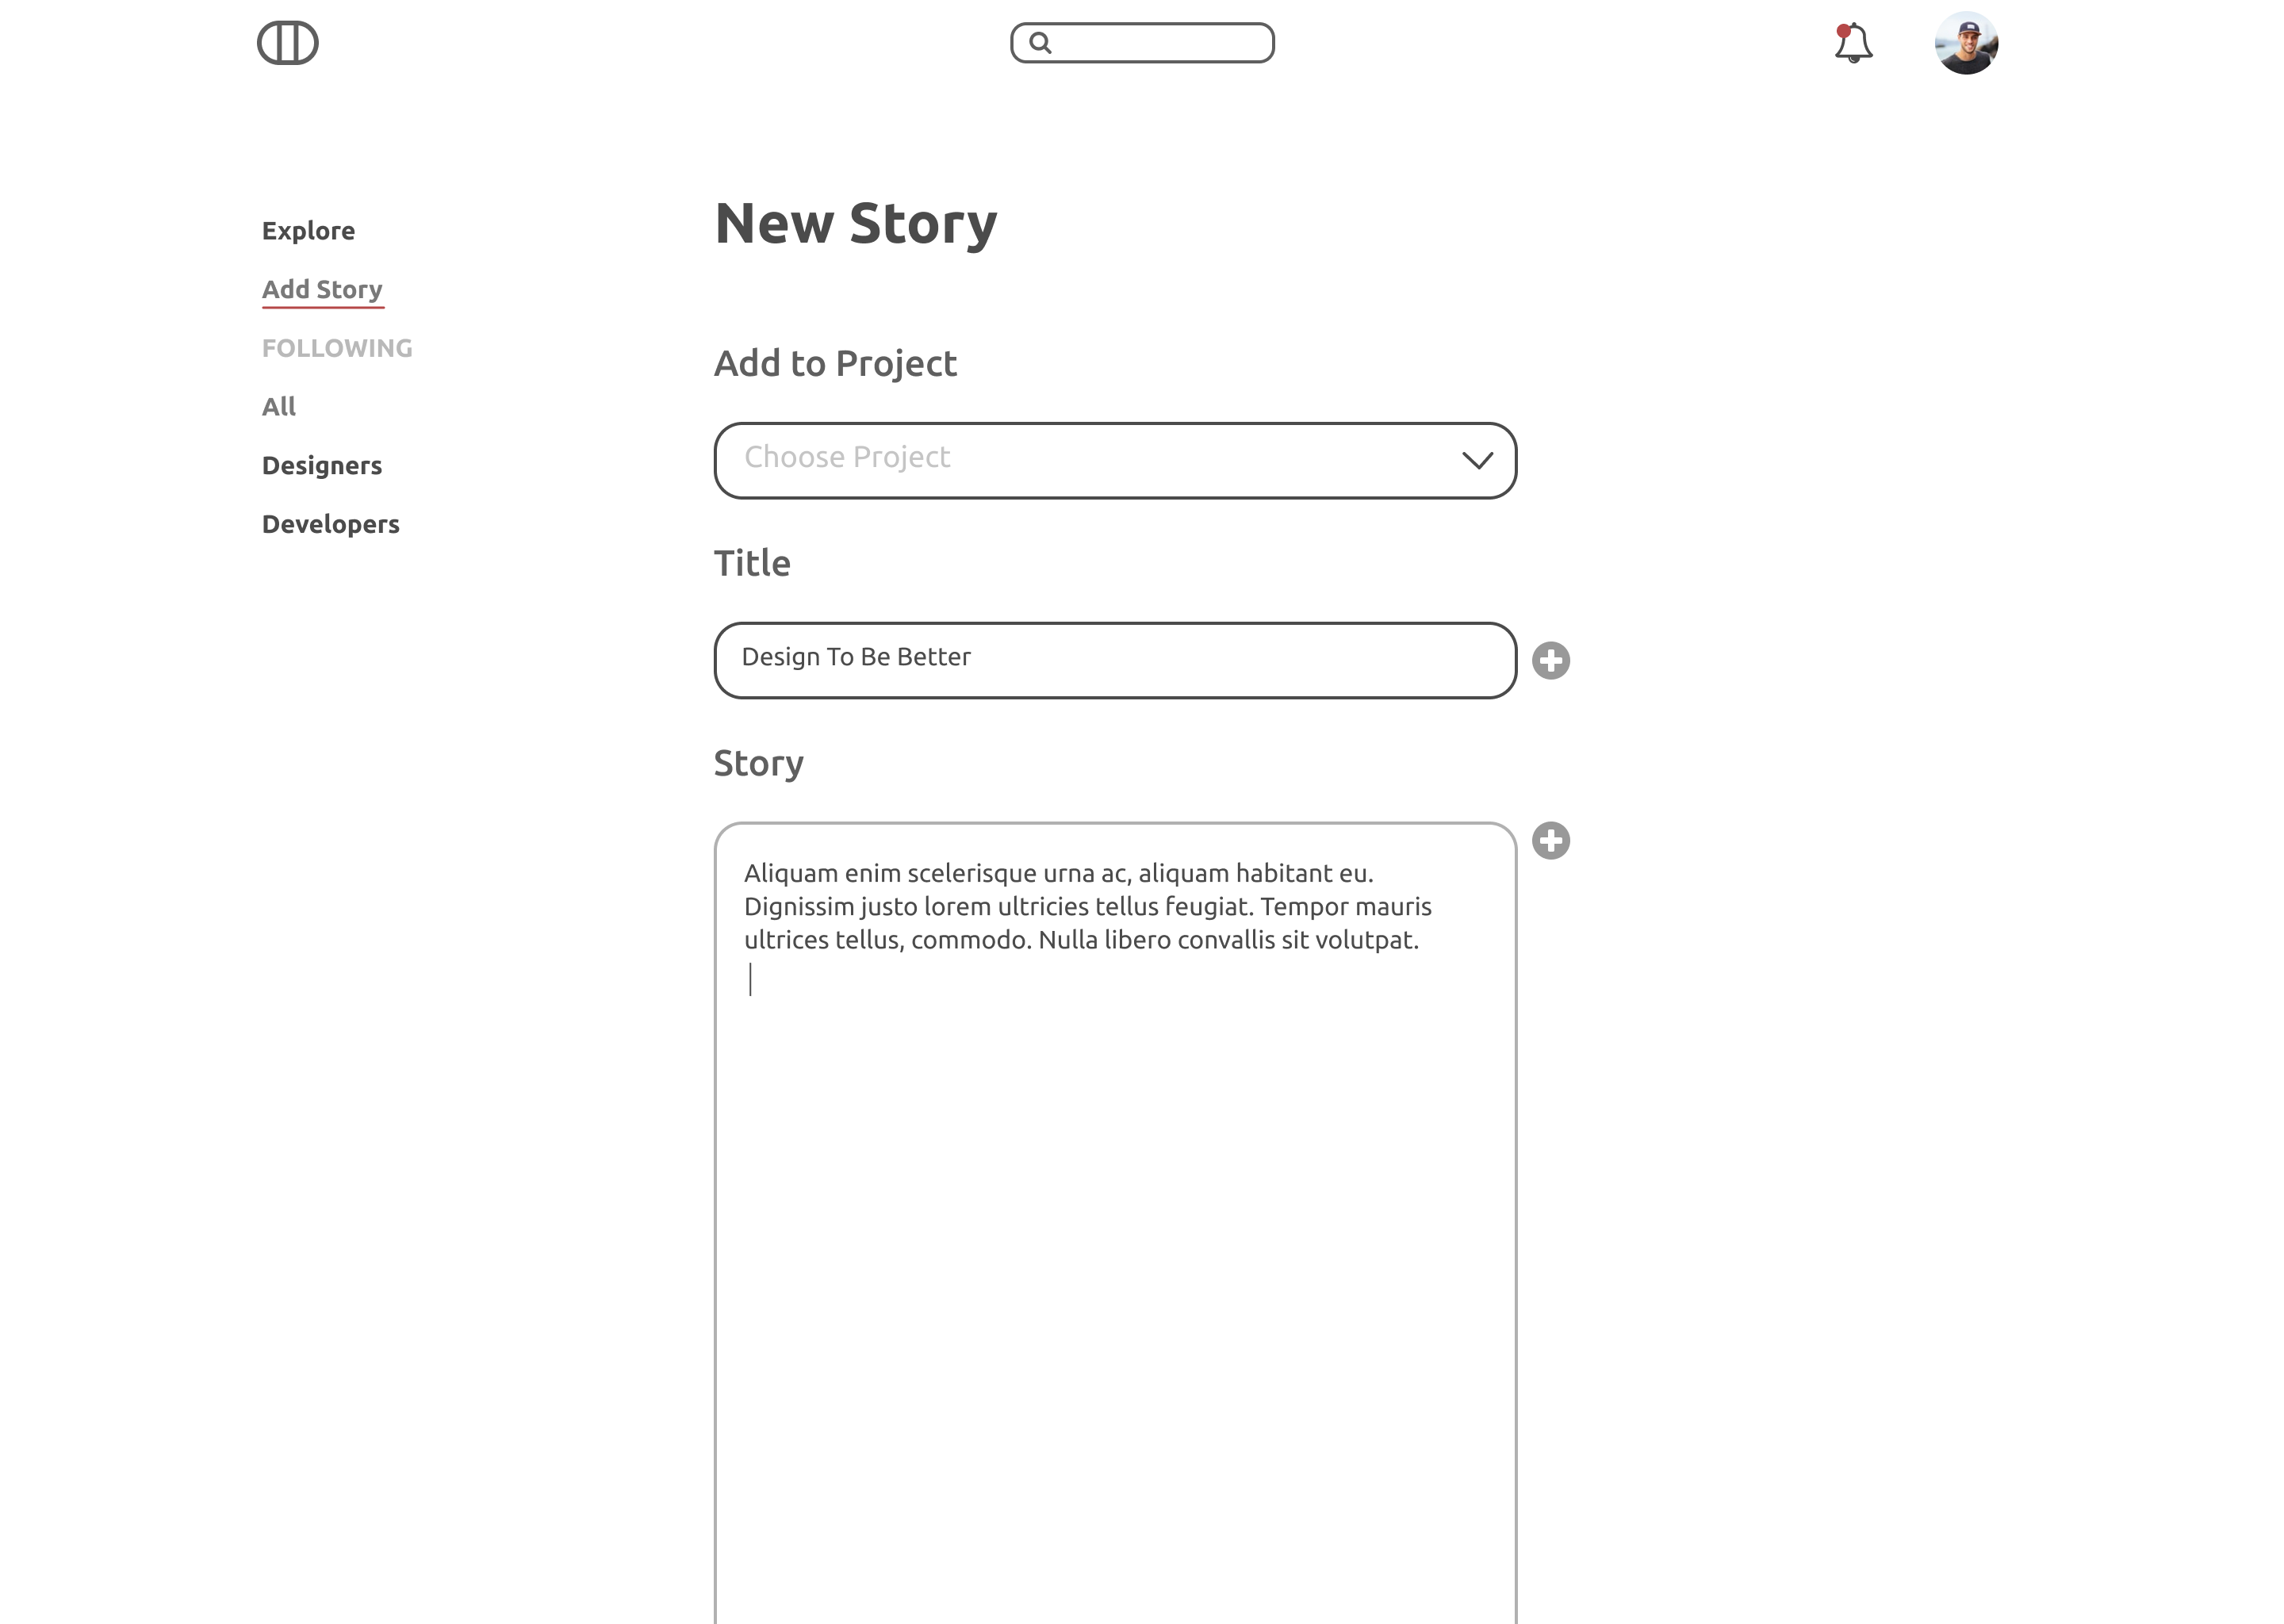 Explore
Add Story
FOLLOWING
All
Designers
Developers
New Story
Add to Project
Choose Project
Title
Design To Be Better
Story
Aliquam enim scelerisque urna ac, aliquam habitant eu.
Dignissim justo lorem ultricies tellus feugiat. Tempor mauris
ultrices tellus, commodo. Nulla libero convallis sit volutpat.